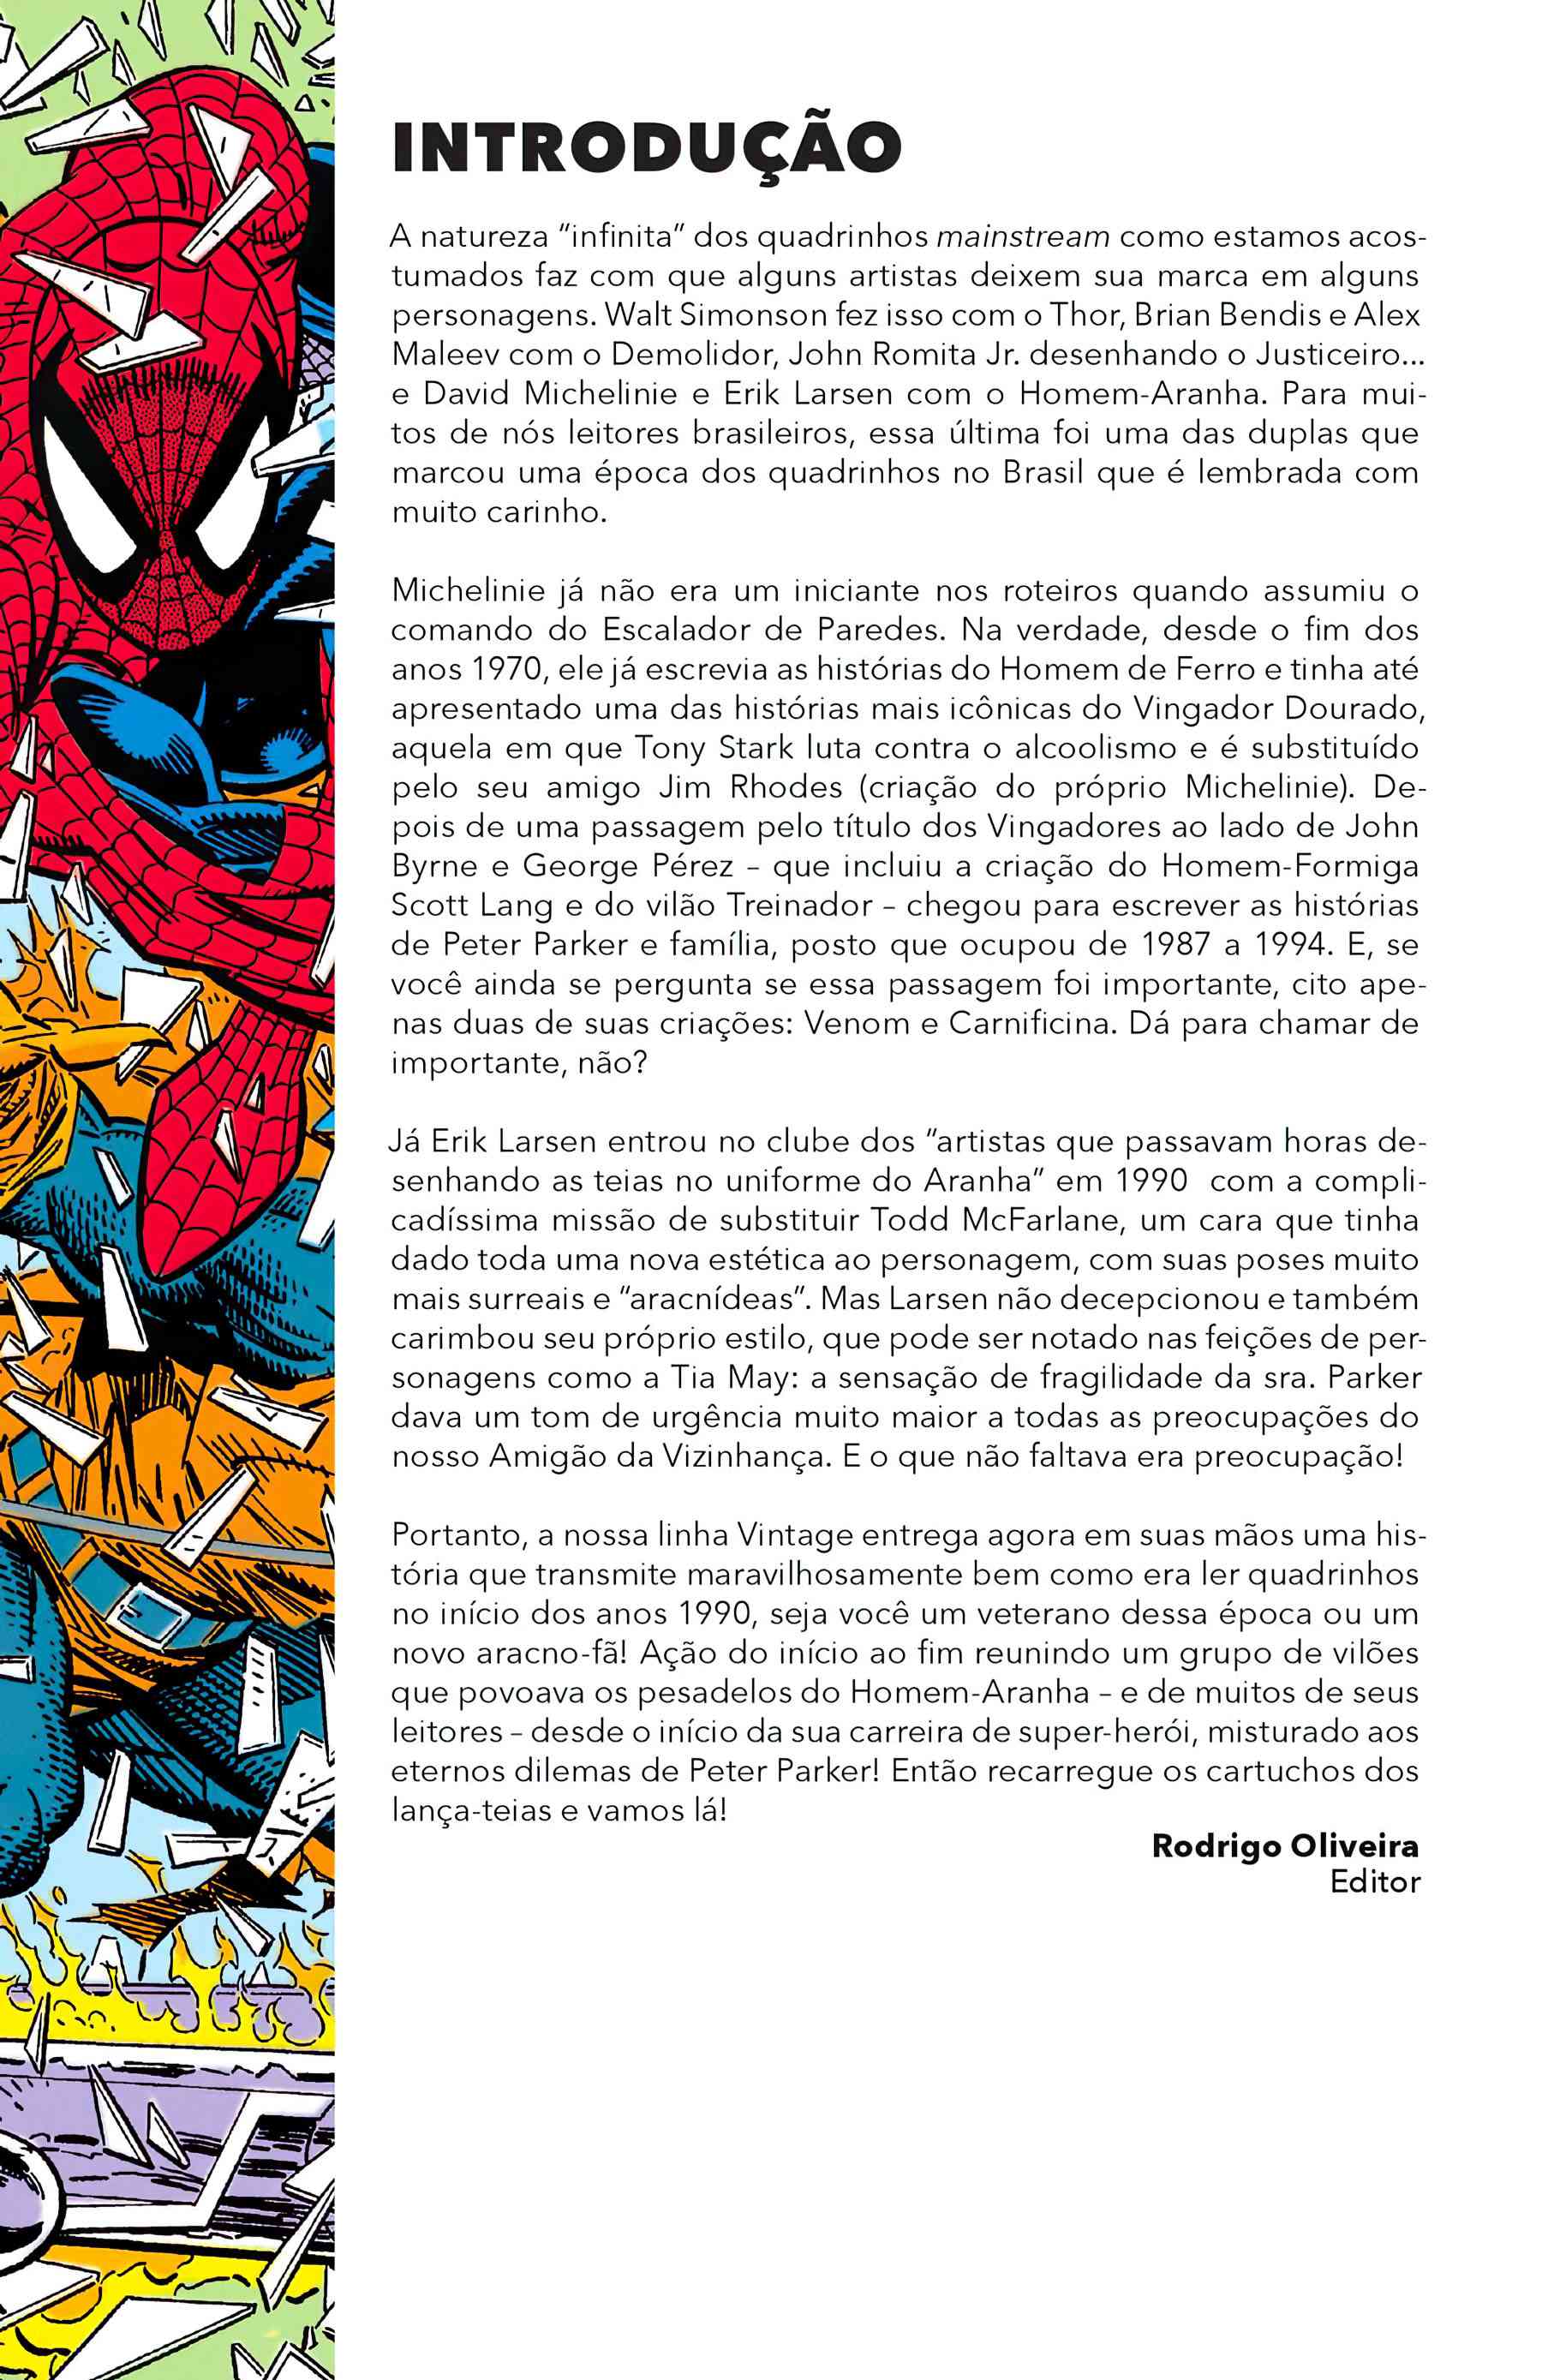 INTRODUÇÃO
A natureza “infinita” dos quadrinhos mainstream como estamos acos-
tumados faz com que alguns artistas deixem sua marca em alguns
personagens. Walt Simonson fez isso com o Thor, Brian Bendis e Alex
Maleev com o Demolidor, John Romita Jr. desenhando o Justiceiro...
e David Michelinie e Erik Larsen com o Homem-Aranha. Para mui-
tos de nós leitores brasileiros, essa última foi uma das duplas que
marcou uma época dos quadrinhos no Brasil que é lembrada com
muito carinho.
Michelinie já não era um iniciante nos roteiros quando assumiu o
comando do Escalador de Paredes. Na verdade, desde o fim dos
anos 1970, ele já escrevia as histórias do Homem de Ferro e tinha até
apresentado uma das histórias mais icônicas do Vingador Dourado,
aquela em que Tony Stark luta contra o alcoolismo e é substituído
pelo seu amigo Jim Rhodes (criação do próprio Michelinie). De-
pois de uma passagem pelo título dos Vingadores ao lado de John
Byrne e George Pérez – que incluiu a criação do Homem-Formiga
Scott Lang e do vilão Treinador – chegou para escrever as histórias
de Peter Parker e família, posto que ocupou de 1987 a 1994. E, se
você ainda se pergunta se essa passagem foi importante, cito ape-
nas duas de suas criações: Venom e Carnificina. Dá para chamar de
importante, não?
Já Erik Larsen entrou no clube dos “artistas que passavam horas de-
senhando as teias no uniforme do Aranha” em 1990  com a compli-
cadíssima missão de substituir Todd McFarlane, um cara que tinha
dado toda uma nova estética ao personagem, com suas poses muito
mais surreais e “aracnídeas”. Mas Larsen não decepcionou e também
carimbou seu próprio estilo, que pode ser notado nas feições de per-
sonagens como a Tia May: a sensação de fragilidade da sra. Parker
dava um tom de urgência muito maior a todas as preocupações do
nosso Amigão da Vizinhança. E o que não faltava era preocupação!
Portanto, a nossa linha Vintage entrega agora em suas mãos uma his-
tória que transmite maravilhosamente bem como era ler quadrinhos
no início dos anos 1990, seja você um veterano dessa época ou um
novo aracno-fã! Ação do início ao fim reunindo um grupo de vilões
que povoava os pesadelos do Homem-Aranha – e de muitos de seus
leitores – desde o início da sua carreira de super-herói, misturado aos
eternos dilemas de Peter Parker! Então recarregue os cartuchos dos
lança-teias e vamos lá!
Rodrigo Oliveira
Editor